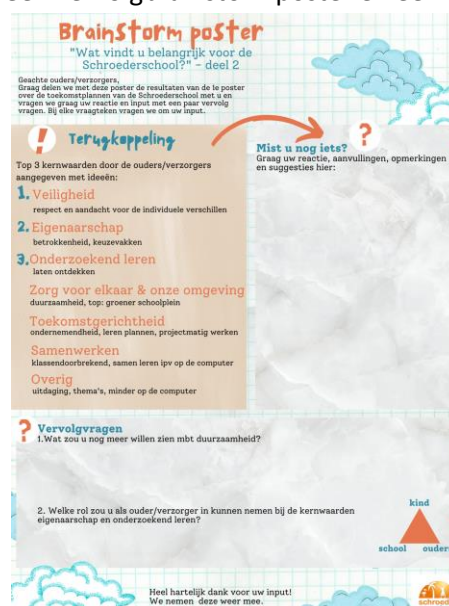 Brainstorm poster
"Wat vindt u belangrijk voor de
Schroederschool?" - deel 2
Geachte ouders/verzorgers,
Graag delen we met deze poster de resultaten van de 1e poster
over de toekomstplannen van de Schroederschool met u en
vragen we graag uw reactie en input met een paar vervolg
vragen. Bij elke vraagteken vragen we om uw input.
! Terugkoppeling
Top 3 kernwaarden door de ouders/verzorgers
aangegeven met ideeën:
1. Veiligheid
respect en aandacht voor de individuele verschillen
2. Eigenaarschap
betrokkenheid, keuzevakken
3. Onderzoekend leren
laten ontdekken
Zorg voor elkaar & onze omgeving
duurzaamheid, top: groener schoolplein
Toekomstgerichtheid
ondernemendheid, leren plannen, projectmatig werken
Samenwerken
klassendoorbrekend, samen leren ipv op de computer
Overig
uitdaging, thema's, minder op de computer
?
Mist u nog iets?
Graag uw reactie, aanvullingen, opmerkingen
en suggesties hier:
? Vervolgvragen
1.Wat zou u nog meer willen zien mbt duurzaamheid?
2. Welke rol zou u als ouder/verzorger in kunnen nemen bij de kernwaarden
eigenaarschap en onderzoekend leren?
kind
school ouders
Heel hartelijk dank voor uw input!
We nemen deze weer mee.